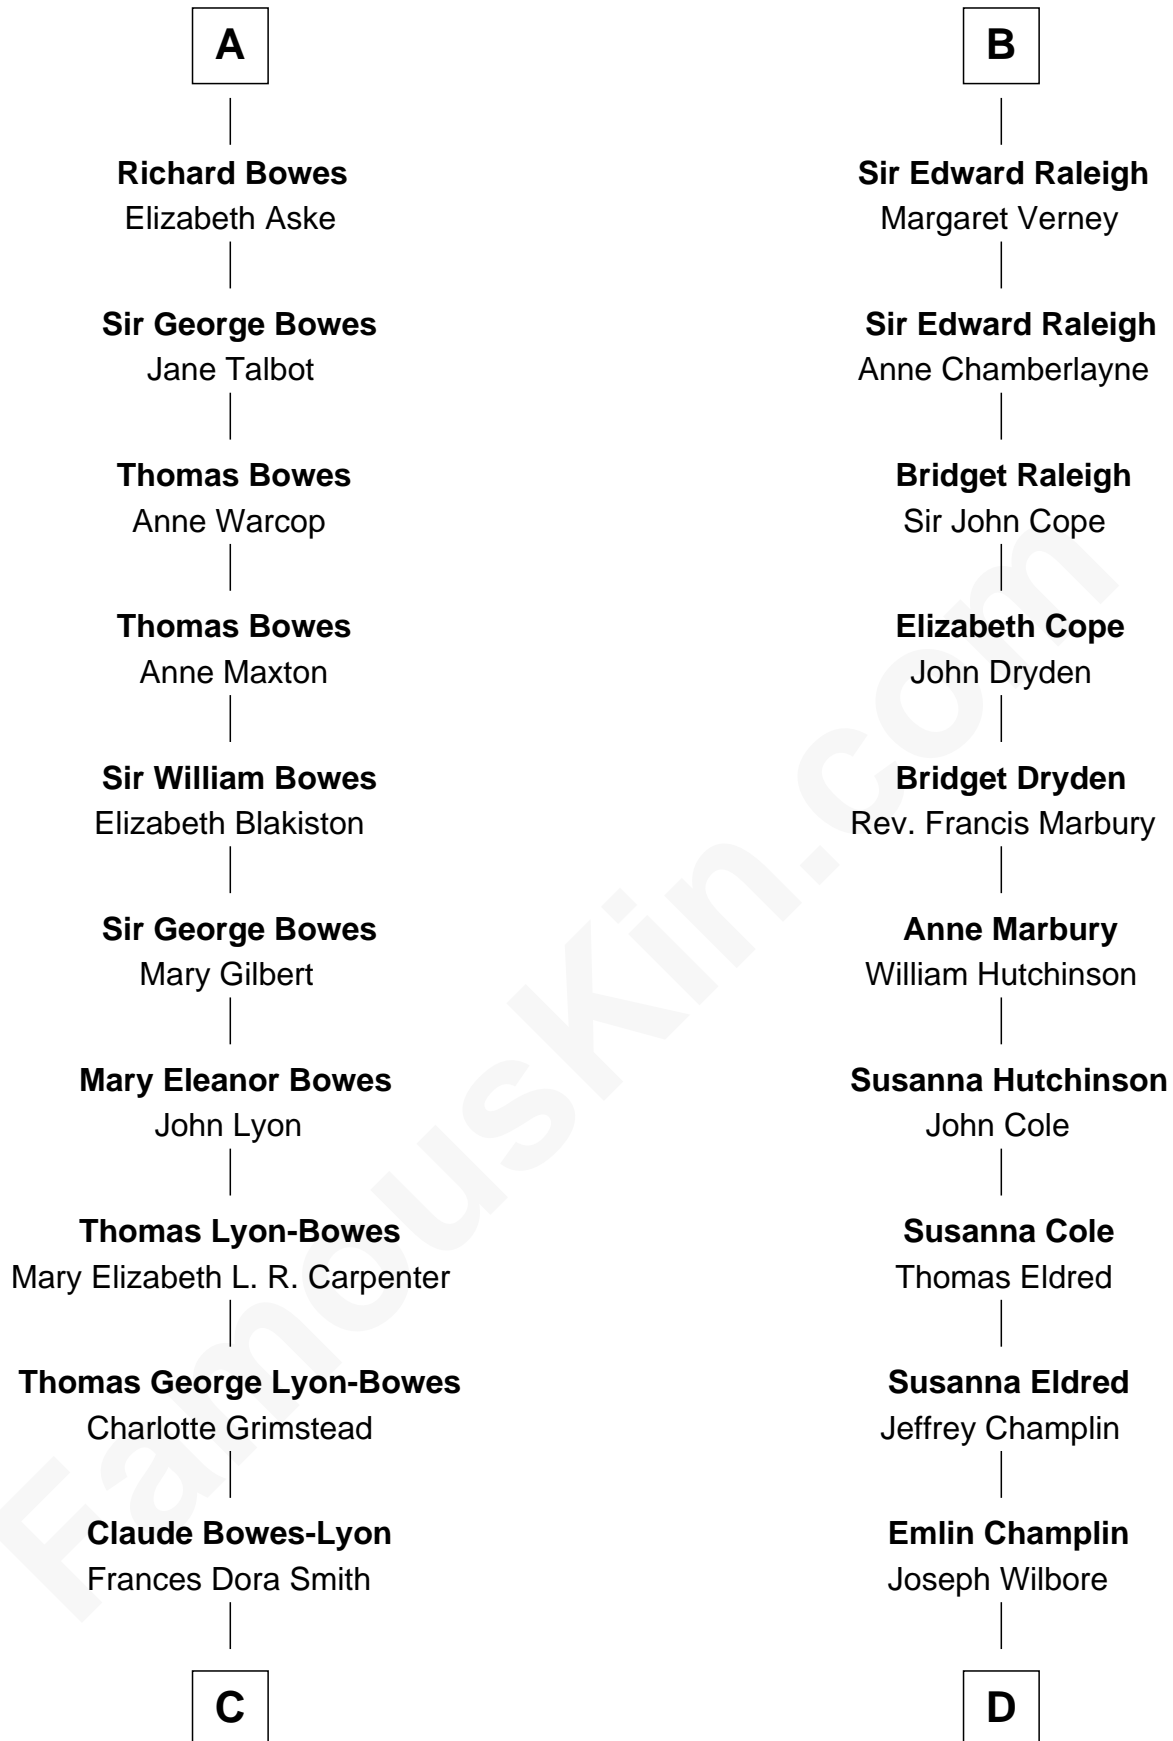 A
Richard Bowes
Elizabeth Aske
Sir George Bowes
Jane Talbot
Thomas Bowes
Anne Warcop
Thomas Bowes
Anne Maxton
Sir William Bowes
Elizabeth Blakiston
Sir George Bowes
Mary Gilbert
Mary Eleanor Bowes
John Lyon
Thomas Lyon-Bowes
Mary Elizabeth L. R. Carpenter
Thomas George Lyon-Bowes
Charlotte Grimstead
Claude Bowes-Lyon
Frances Dora Smith
C
B
Sir Edward Raleigh
Margaret Verney
Sir Edward Raleigh
Anne Chamberlayne
Bridget Raleigh
Sir John Cope
Elizabeth Cope
John Dryden
Bridget Dryden
Rev. Francis Marbury
Anne Marbury
William Hutchinson
Susanna Hutchinson
John Cole
Susanna Cole
Thomas Eldred
Susanna Eldred
Jeffrey Champlin
Emlin Champlin
Joseph Wilbore
D
FamousKin.com